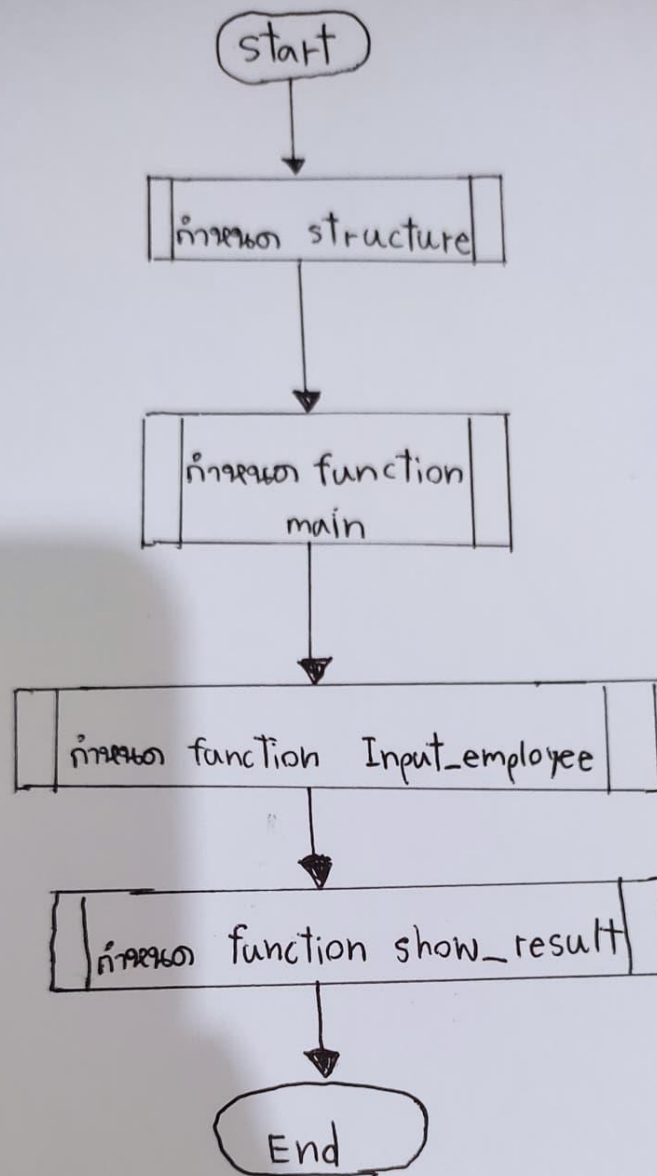 start
กำหนด structure
กำหนด function
main
กำหนด function Input_employee
กำหนด function show_result
End